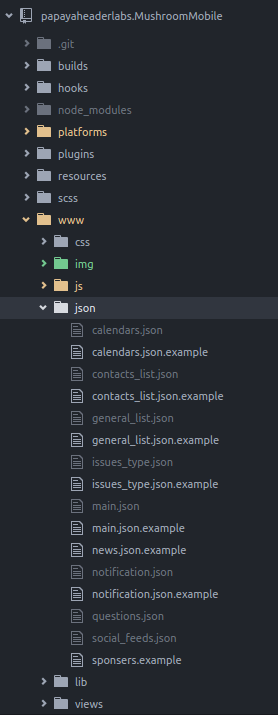 papayaheaderlabs.MushroomMobile
.git
builds
hooks
node_modules
platforms
plugins
resources
scss
www
css
img
js
json
calendars.json
calendars.json.example
contacts_list.json
contacts_list.json.example
general_list.json
general_list.json.example
issues_type.json
issues_type.json.example
main.json
main.json.example
news.json.example
notification.json
notification.json.example
questions.json
social_feeds.json
sponsers.example
lib
views